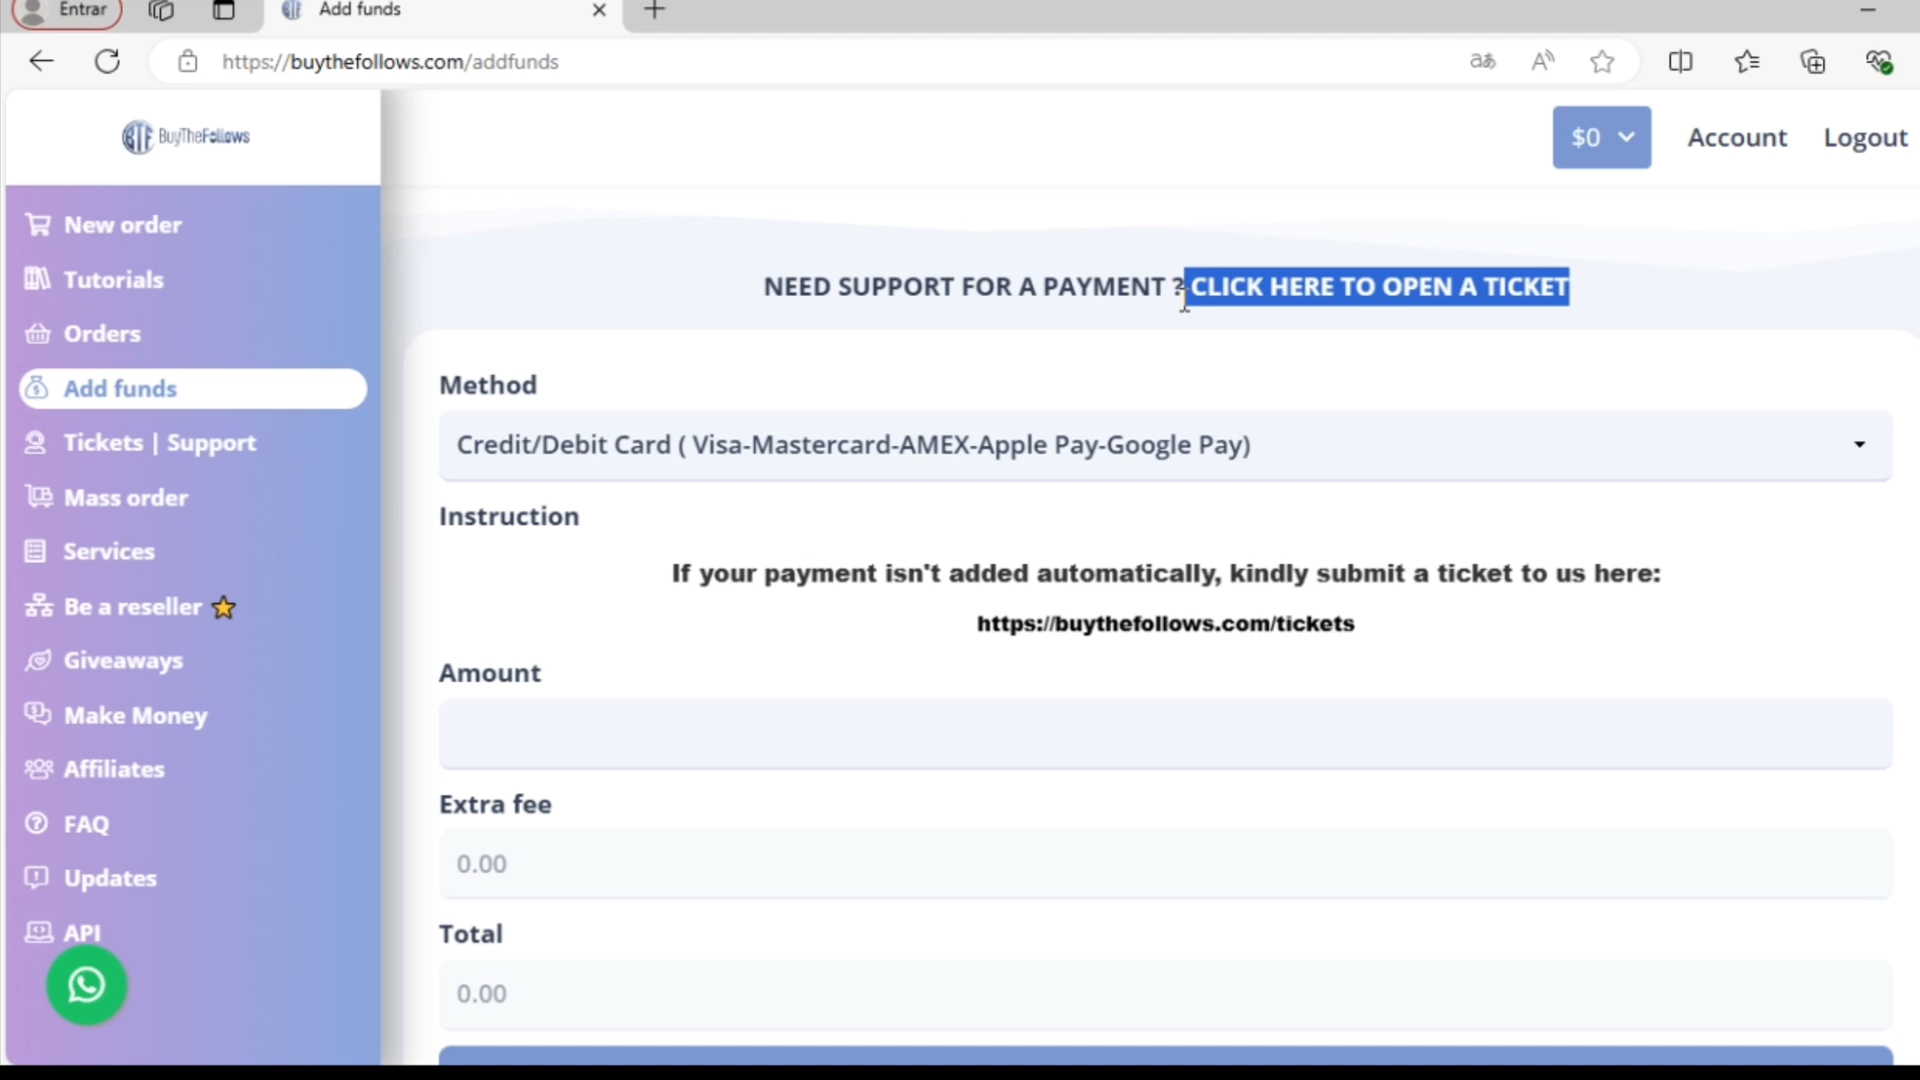 Entrar
Add funds
https://buythefollows.com/addfunds
BTF BuyTheFollows
$0
Account
Logout
New order
Tutorials
Orders
Add funds
Tickets | Support
Mass order
Services
Be a reseller
Giveaways
Make Money
Affiliates
FAQ
Updates
API
NEED SUPPORT FOR A PAYMENT ? CLICK HERE TO OPEN A TICKET
Method
Credit/Debit Card ( Visa-Mastercard-AMEX-Apple Pay-Google Pay)
Instruction
If your payment isn't added automatically, kindly submit a ticket to us here:
https://buythefollows.com/tickets
Amount
Extra fee
0.00
Total
0.00